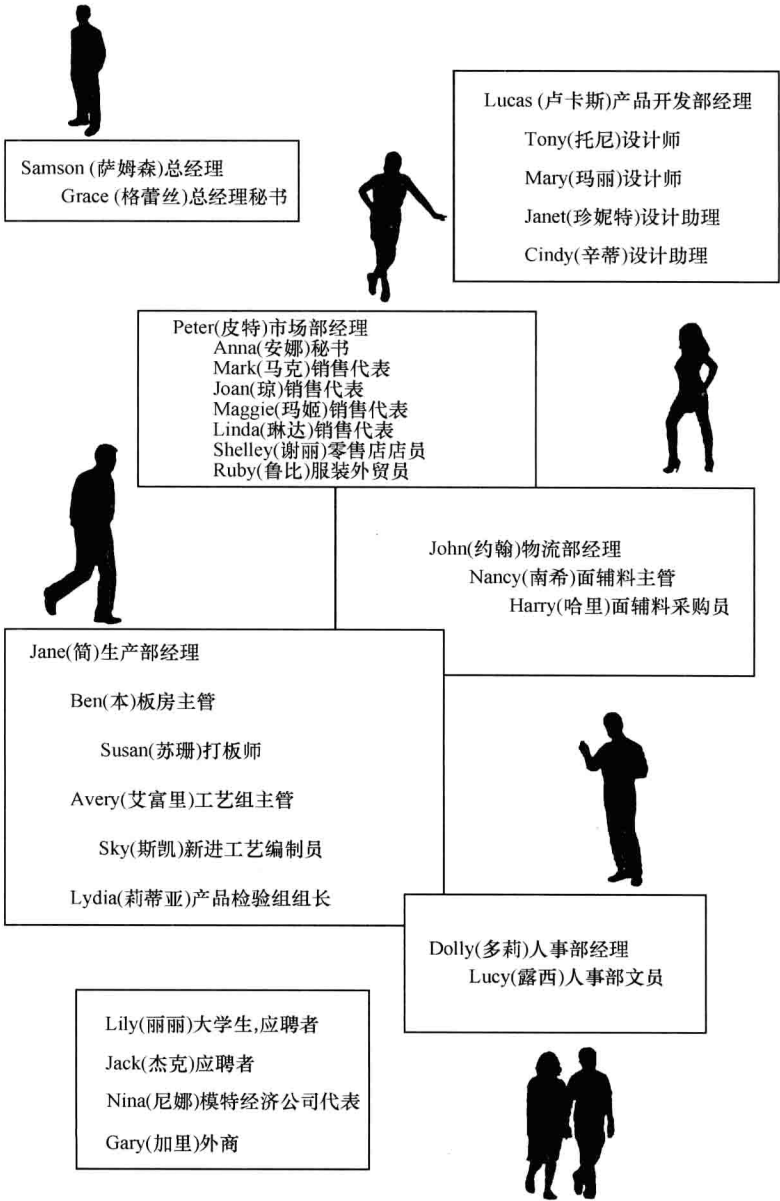 Samson (萨姆森)总经理
Grace (格蕾丝)总经理秘书
Lucas (卢卡斯)产品开发部经理
Tony(托尼)设计师
Mary(玛丽)设计师
Janet(珍妮特)设计助理
Cindy(辛蒂)设计助理
Peter(皮特)市场部经理
Anna(安娜)秘书
Mark(马克)销售代表
Joan(琼)销售代表
Maggie(玛姬)销售代表
Linda(琳达)销售代表
Shelley(谢丽)零售店店员
Ruby(鲁比)服装外贸员
John(约翰)物流部经理
Nancy(南希)面辅料主管
Harry(哈里)面辅料采购员
Jane(简)生产部经理
Ben(本)板房主管
Susan(苏珊)打板师
Avery(艾富里)工艺组主管
Sky(斯凯)新进工艺编制员
Lydia(莉蒂亚)产品检验组组长
Dolly(多莉)人事部经理
Lucy(露西)人事部文员
Lily(丽丽)大学生,应聘者
Jack(杰克)应聘者
Nina(尼娜)模特经济公司代表
Gary(加里)外商